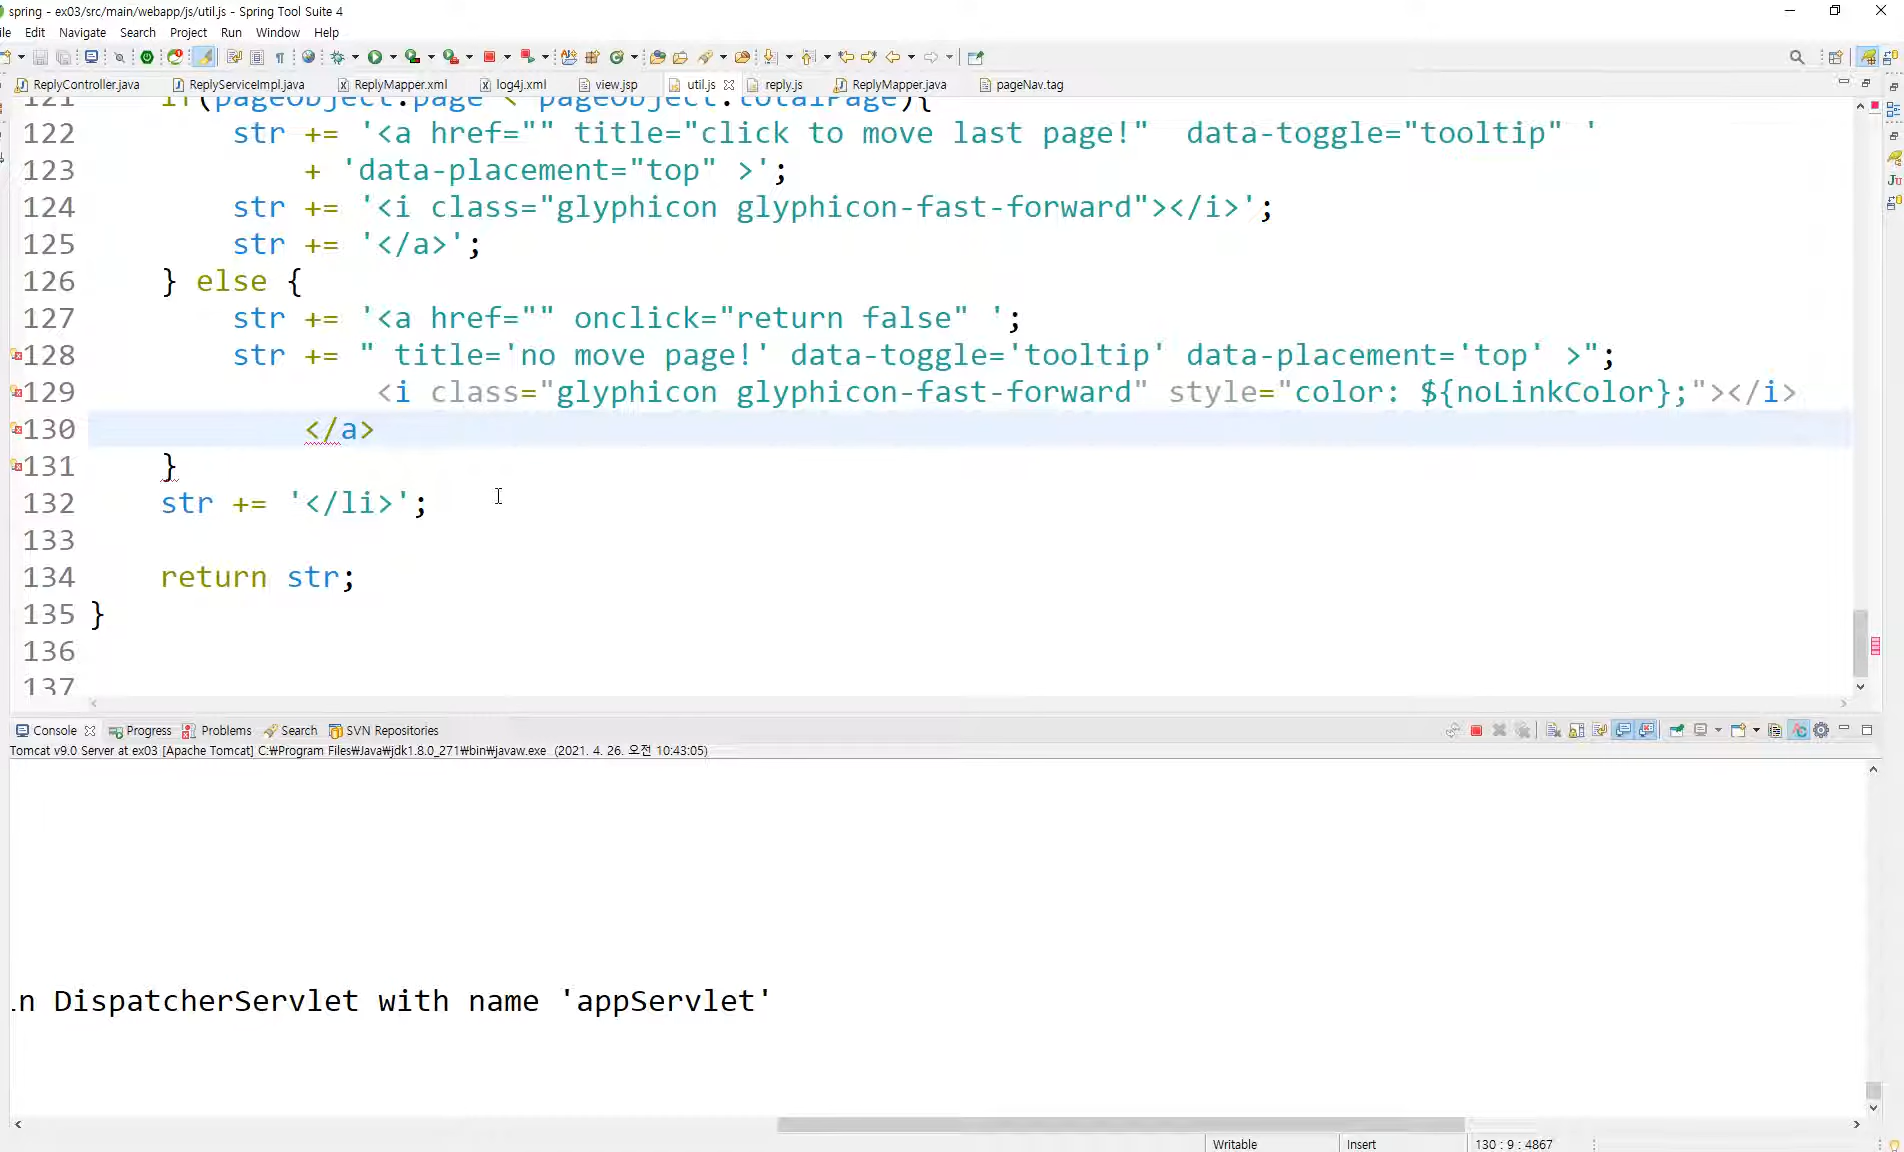 spring - ex03/src/main/webapp/js/util.js - Spring Tool Suite 4
ile Edit Navigate Search Project Run Window Help
ReplyController.java ReplyServiceImpl.java ReplyMapper.xml log4j.xml view.jsp util.js reply.js ReplyMapper.java pageNav.tag
121 if(pageObject.page < pageObject.totalPage){
122 str += '<a href="" title="click to move last page!"  data-toggle="tooltip" '
123 + 'data-placement="top" >';
124 str += '<i class="glyphicon glyphicon-fast-forward"></i>';
125 str += '</a>';
126 } else {
127 str += '<a href="" onclick="return false" ';
128 str += " title='no move page!' data-toggle='tooltip' data-placement='top' >";
129 <i class="glyphicon glyphicon-fast-forward" style="color: ${noLinkColor};"></i>
130 </a>
131 }
132 str += '</li>';
133
134 return str;
135 }
136
137
Console Progress Problems Search SVN Repositories
Tomcat v9.0 Server at ex03 [Apache Tomcat] C:₩Program Files₩Java₩jdk1.8.0_271₩bin₩javaw.exe (2021. 4. 26. 오전 10:43:05)
in DispatcherServlet with name 'appServlet'
Writable Insert 130 : 9 : 4867